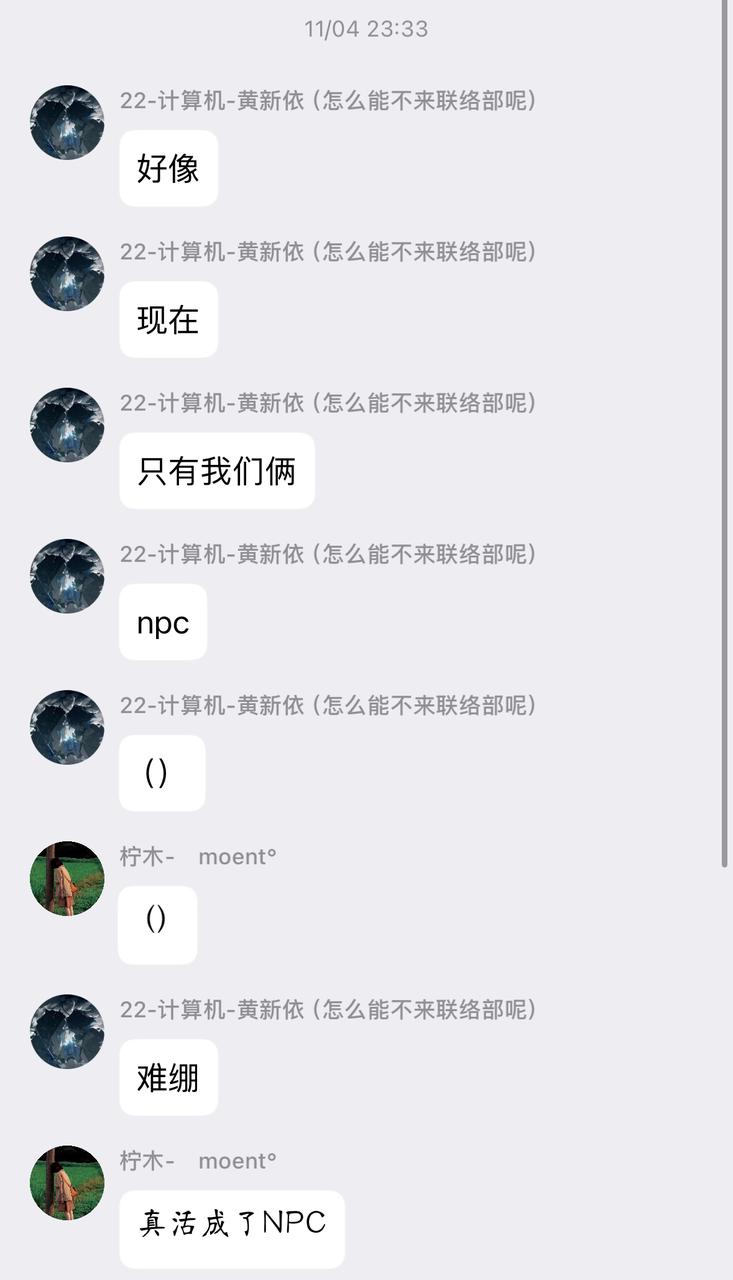 11/04 23:33
22-计算机-黄新依（怎么能不来联络部呢）
好像
22-计算机-黄新依（怎么能不来联络部呢）
现在
22-计算机-黄新依（怎么能不来联络部呢）
只有我们俩
22-计算机-黄新依（怎么能不来联络部呢）
npc
22-计算机-黄新依（怎么能不来联络部呢）
（）
柠木- moent°
（）
22-计算机-黄新依（怎么能不来联络部呢）
难绷
柠木- moent°
真活成了NPC